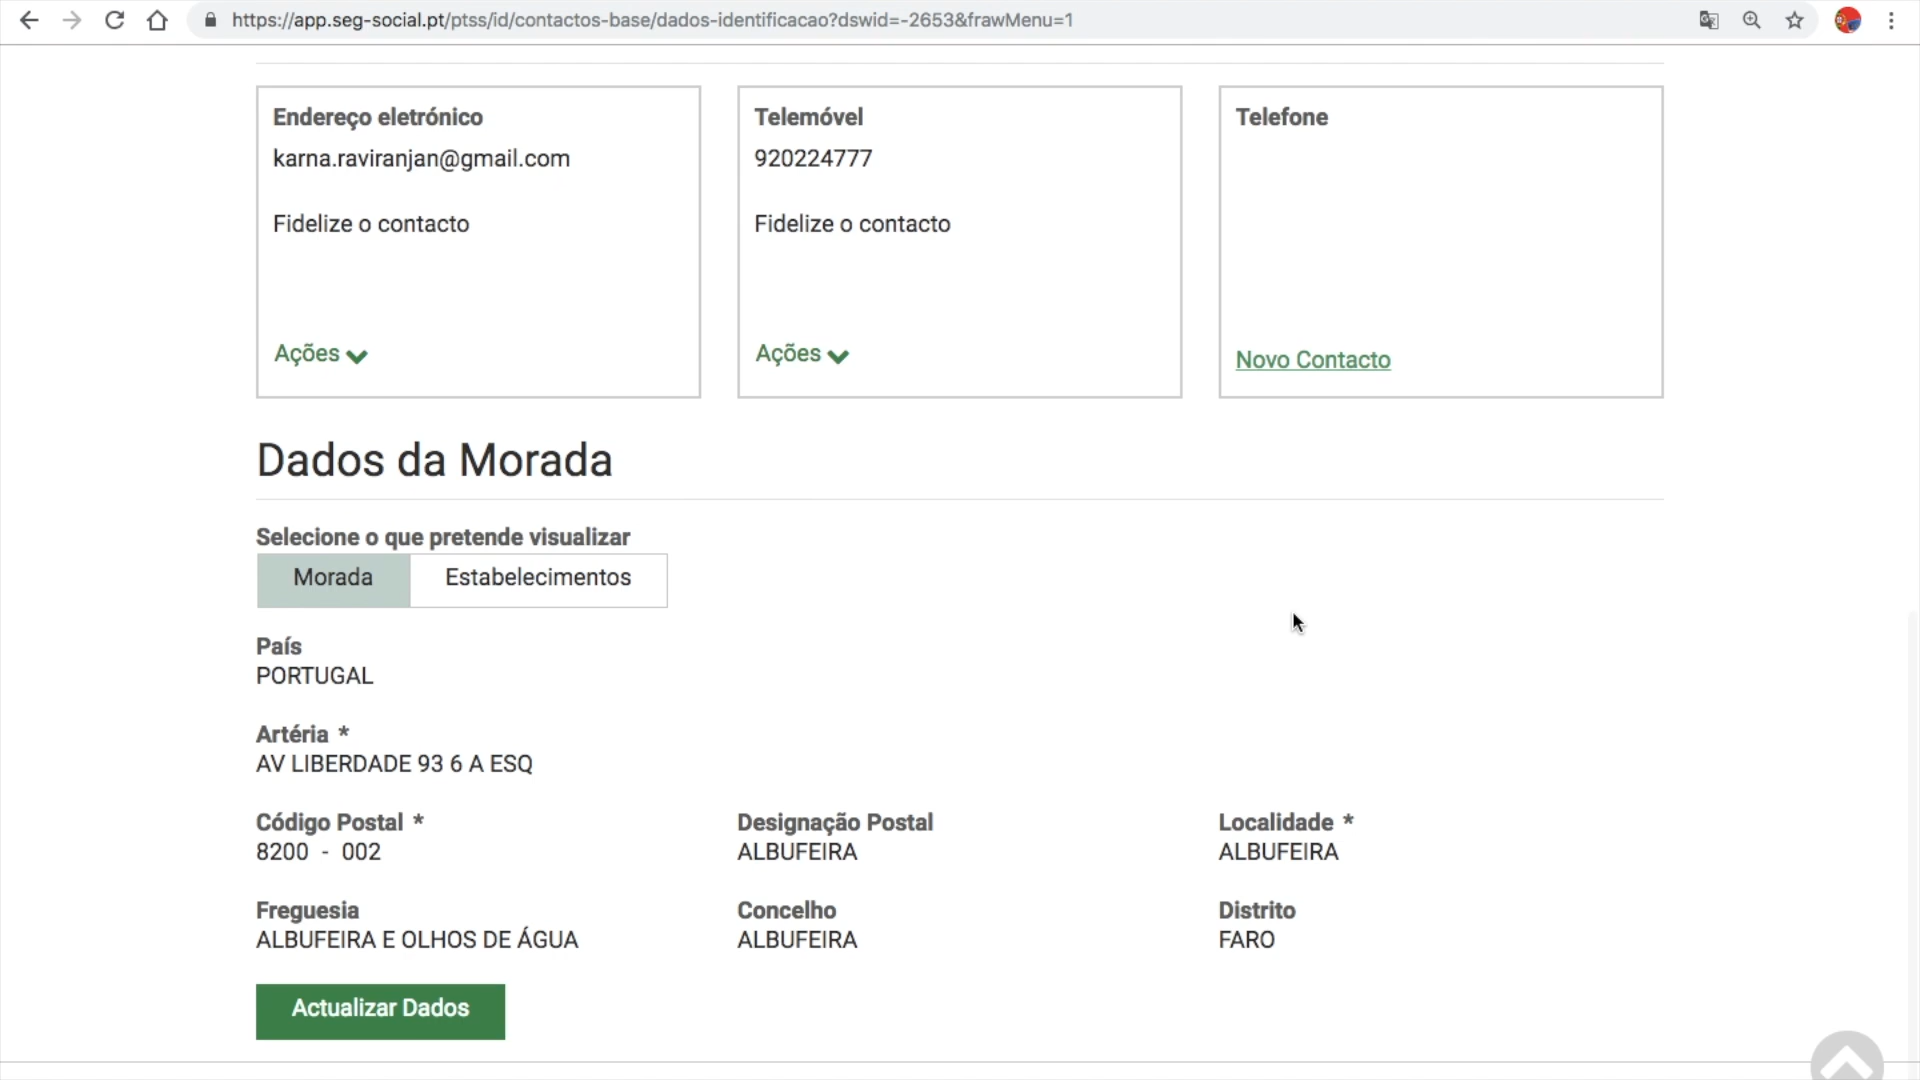 https://app.seg-social.pt/ptss/id/contactos-base/dados-identificacao?dswid=-2653&frawMenu=1
Endereço eletrónico
karna.raviranjan@gmail.com
Fidelize o contacto
Ações
Telemóvel
920224777
Fidelize o contacto
Ações
Telefone
Novo Contacto
Dados da Morada
Selecione o que pretende visualizar
Morada Estabelecimentos
País
PORTUGAL
Artéria *
AV LIBERDADE 93 6 A ESQ
Código Postal * Designação Postal Localidade *
8200 - 002 ALBUFEIRA ALBUFEIRA
Freguesia Concelho Distrito
ALBUFEIRA E OLHOS DE ÁGUA ALBUFEIRA FARO
Actualizar Dados